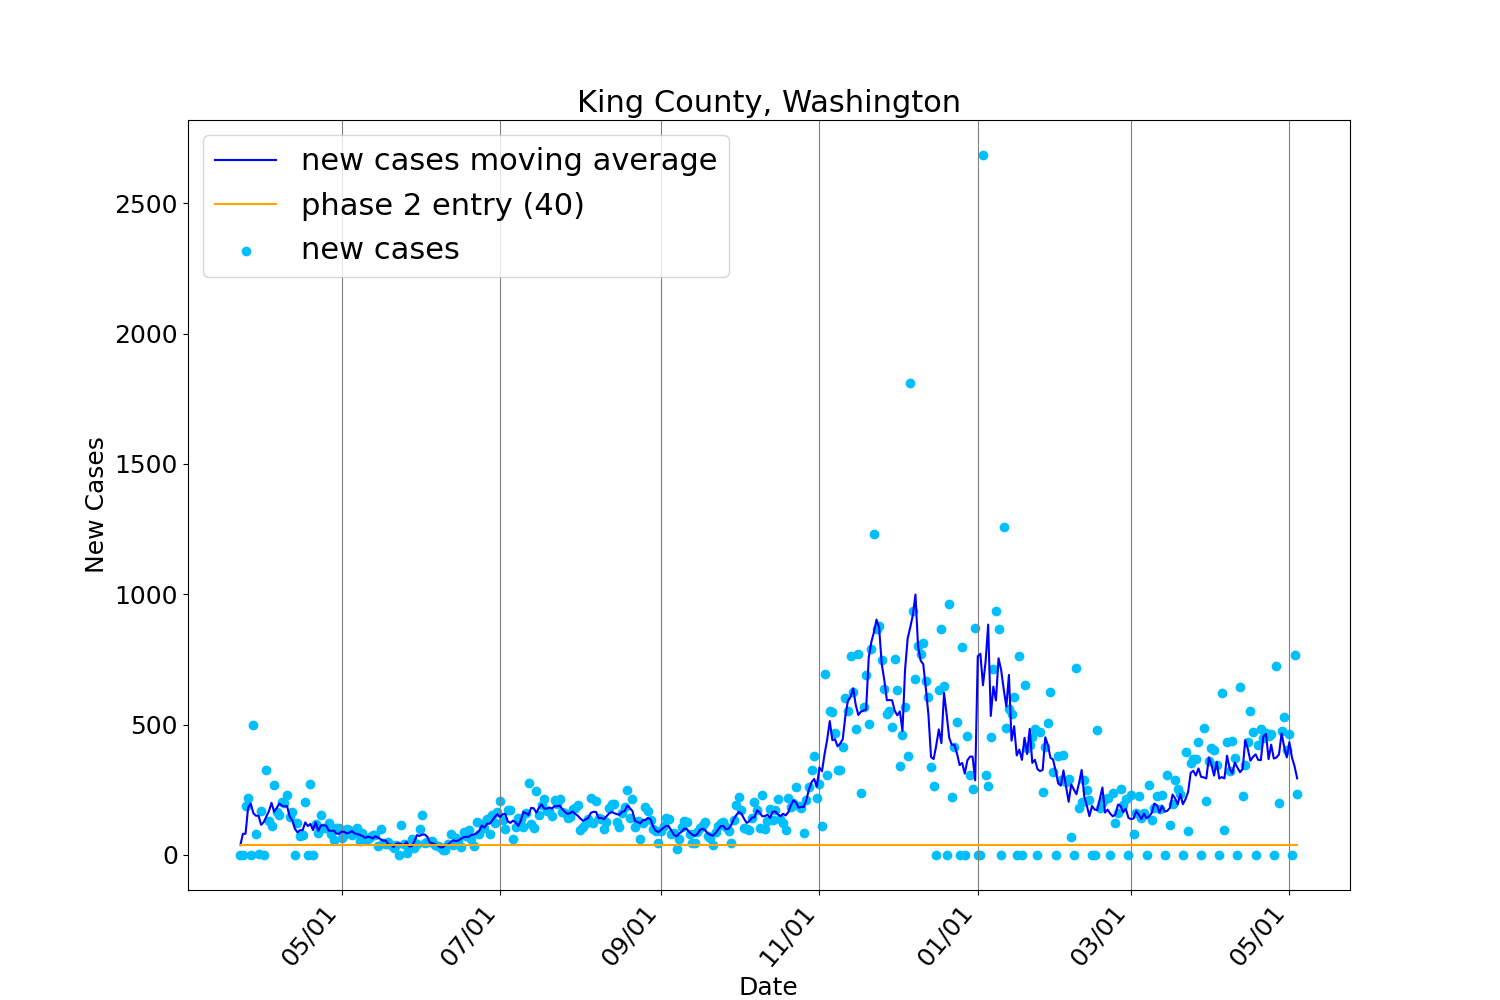 King County, Washington
new cases moving average
phase 2 entry (40)
new cases
New Cases
2500
2000
1500
1000
500
0
05/01
07/01
09/01
11/01
01/01
03/01
05/01
Date